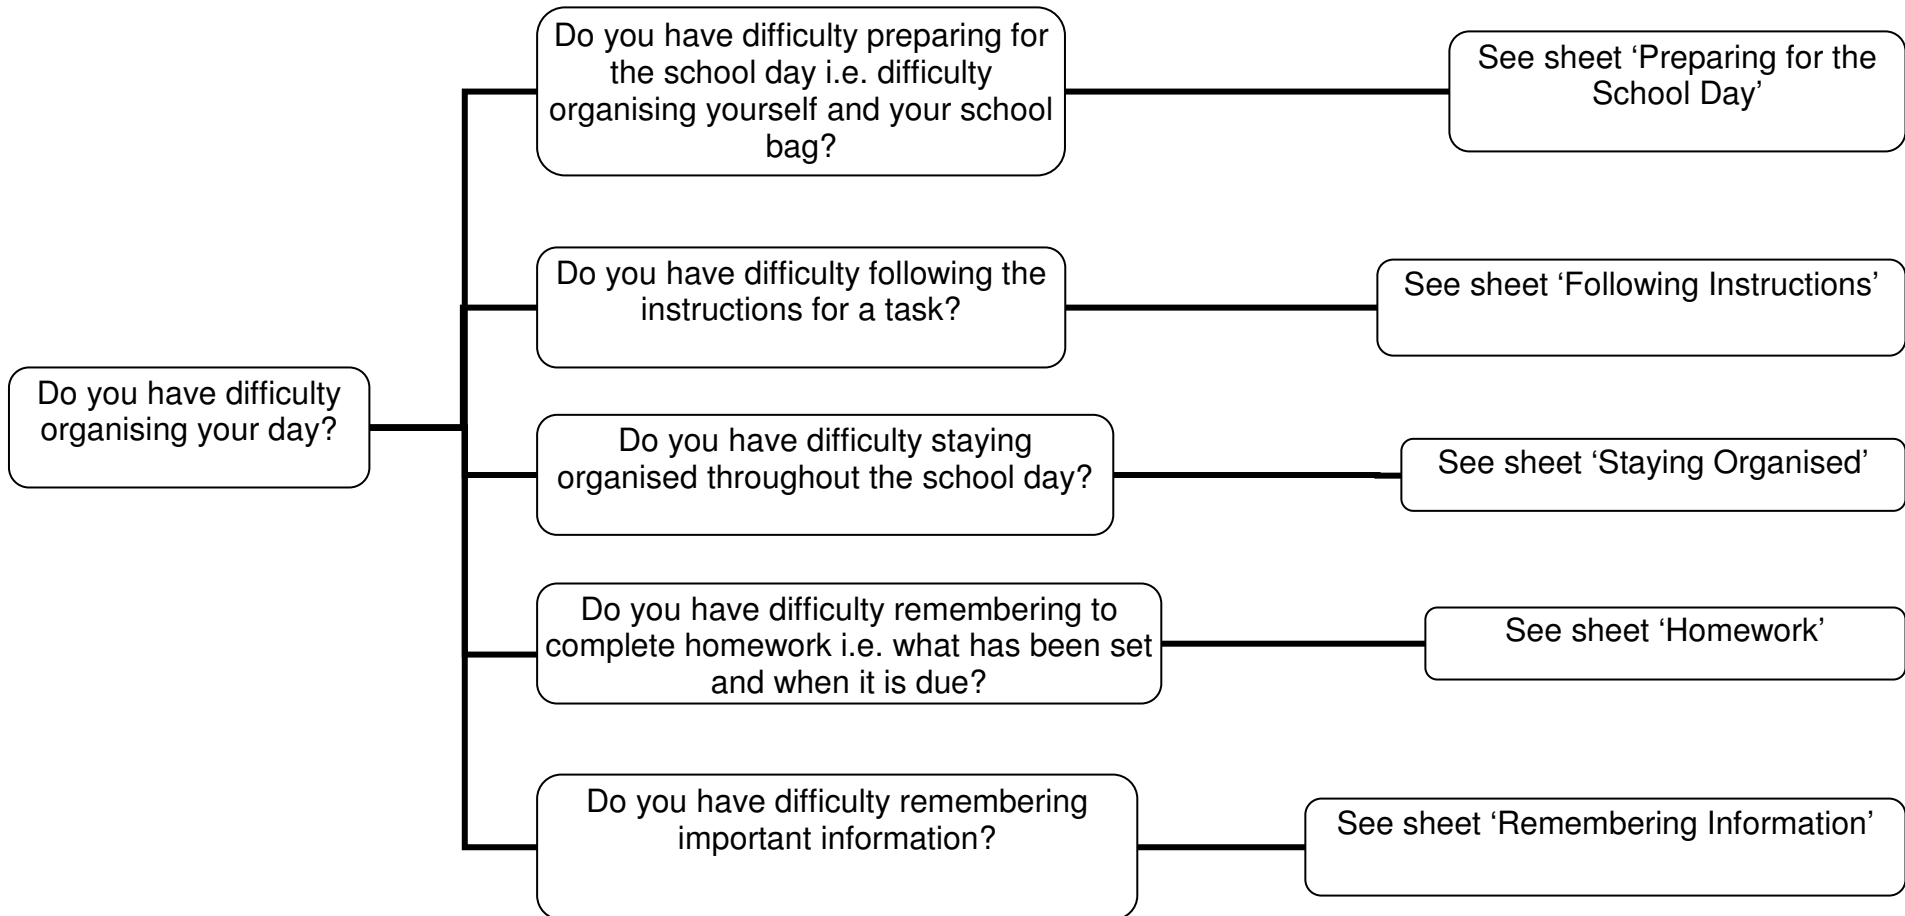 Do you have difficulty preparing for
the school day i.e. difficulty
organising yourself and your school
bag?
See sheet ‘Preparing for the
School Day’
Do you have difficulty following the
instructions for a task?
See sheet ‘Following Instructions’
Do you have difficulty
organising your day?
Do you have difficulty staying
organised throughout the school day?
See sheet ‘Staying Organised’
Do you have difficulty remembering to
complete homework i.e. what has been set
and when it is due?
See sheet ‘Homework’
Do you have difficulty remembering
important information?
See sheet ‘Remembering Information’